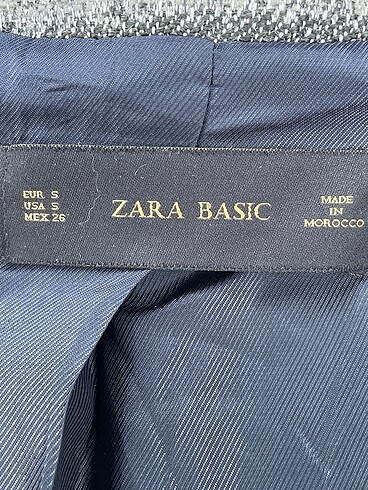 EUR S
USA S
MEX 26
ZARA BASIC
MADE
IN
MOROCCO